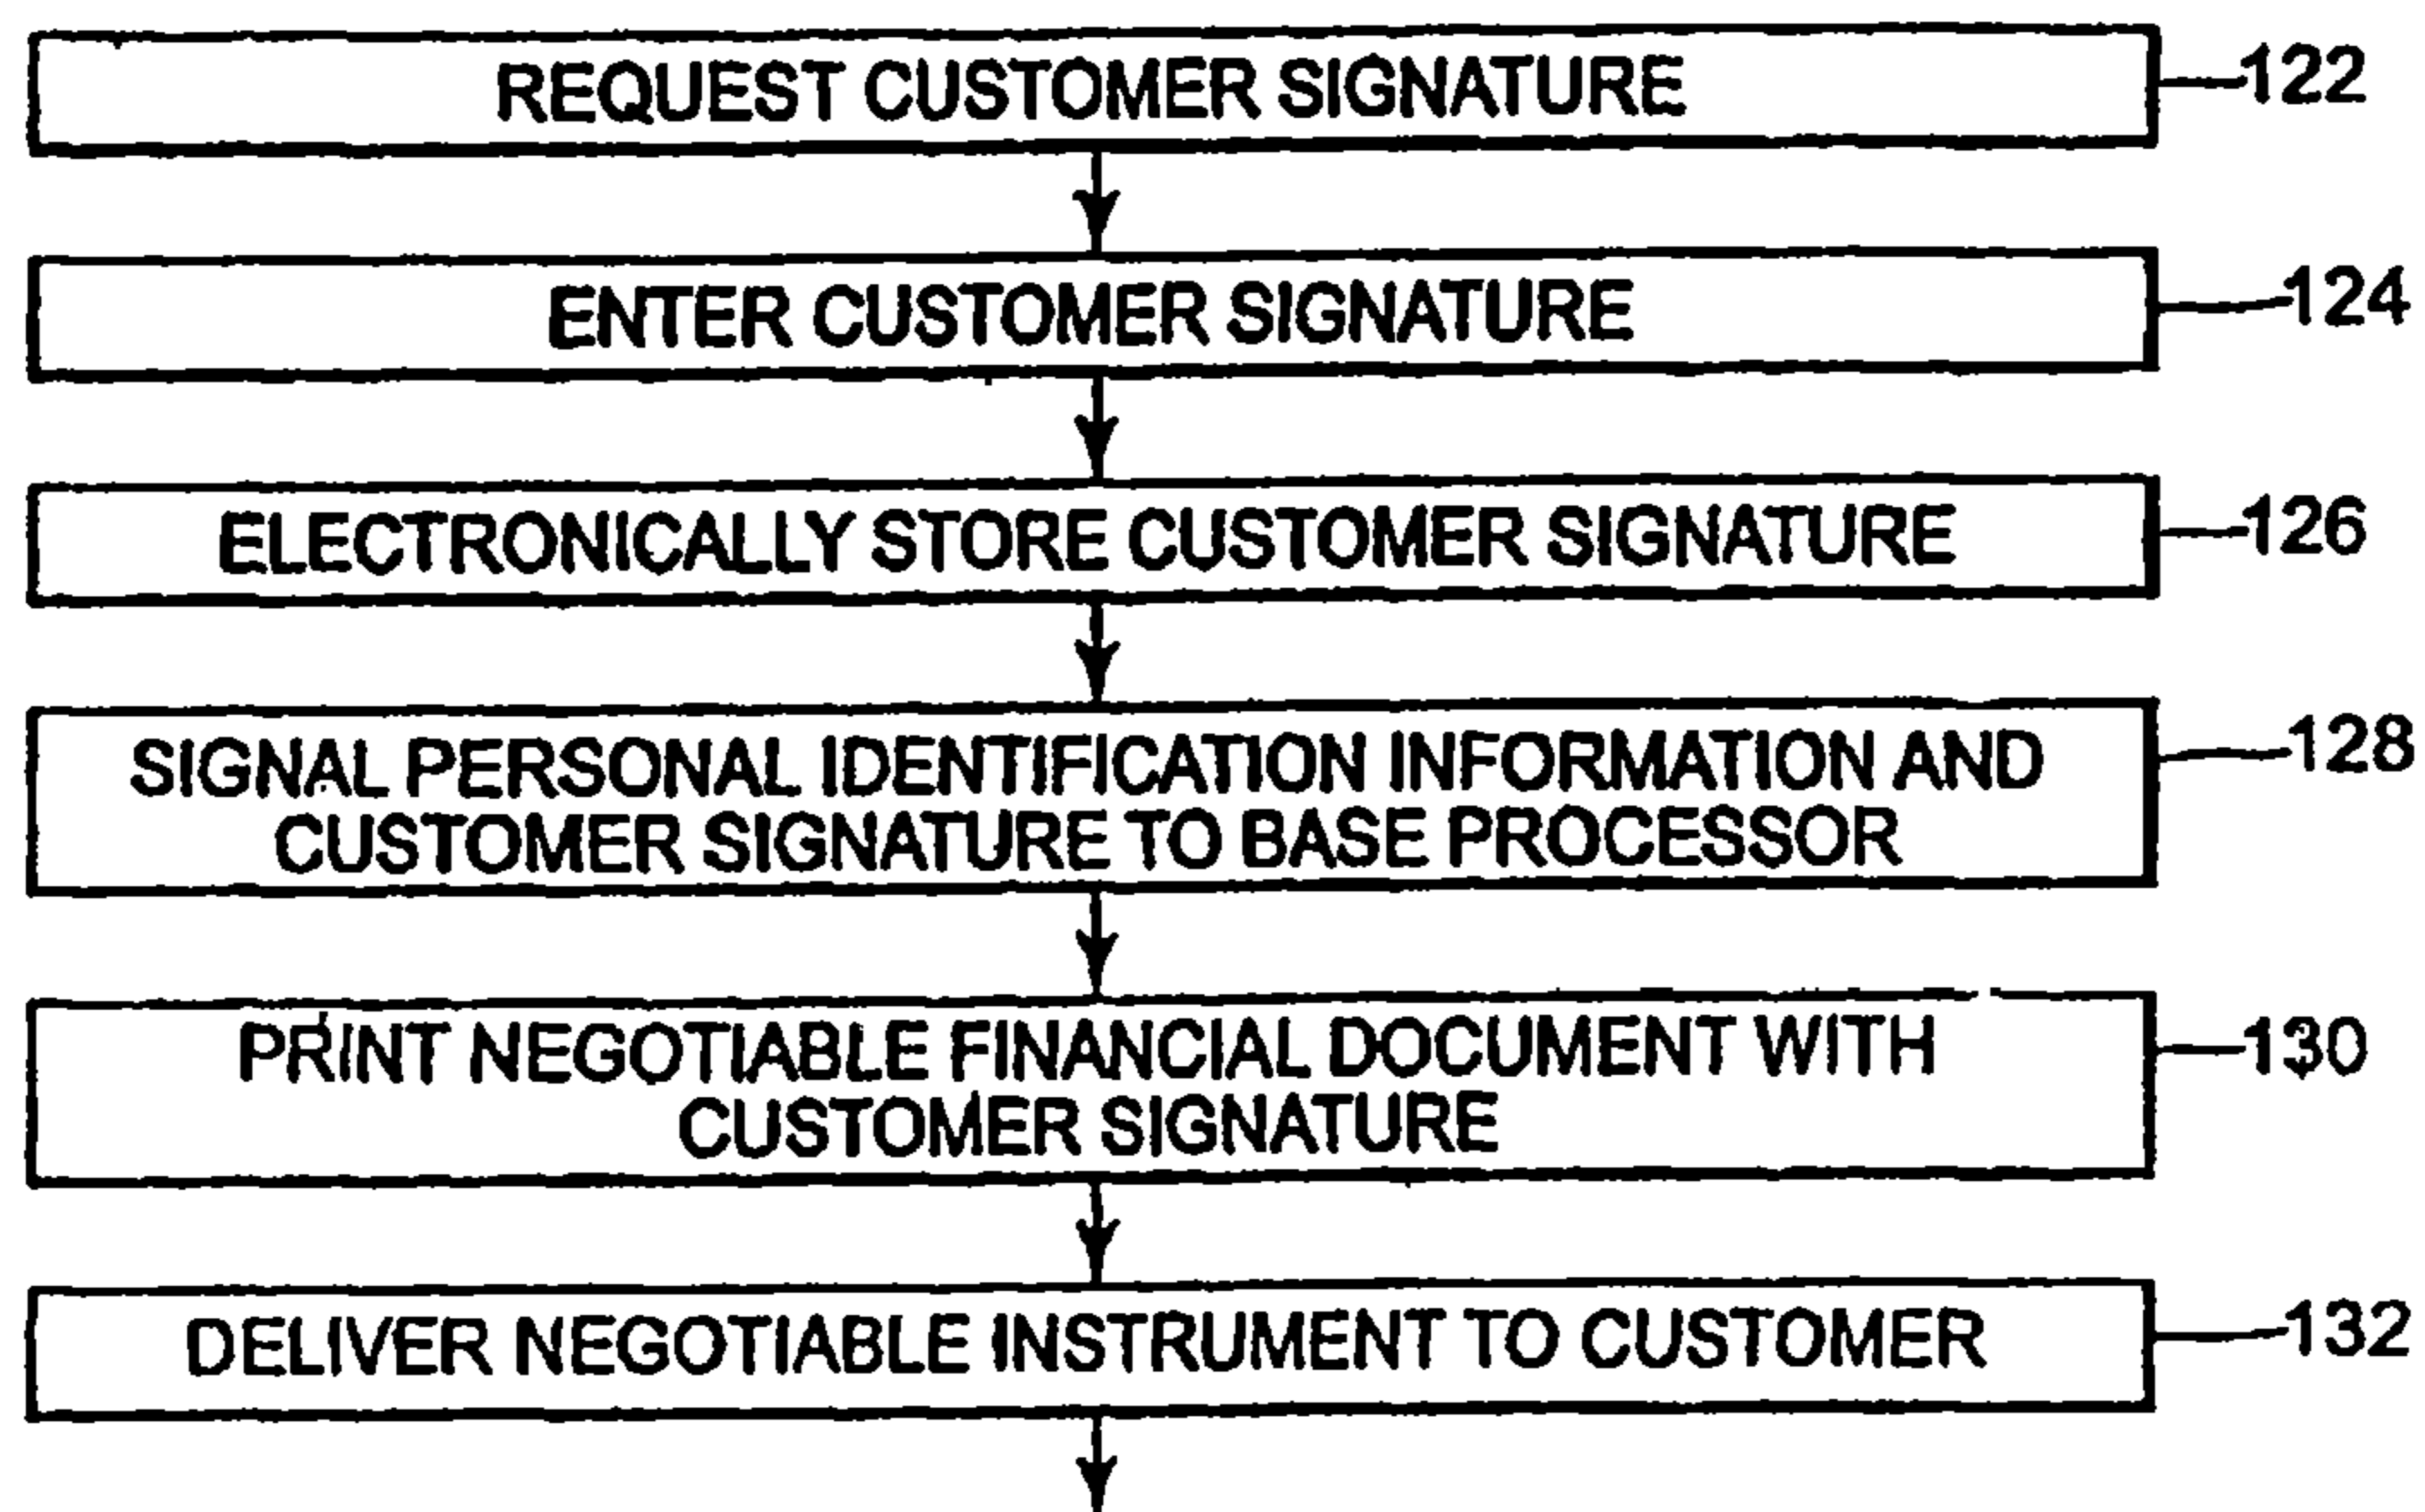 REQUEST CUSTOMER SIGNATURE 122
ENTER CUSTOMER SIGNATURE 124
ELECTRONICALLY STORE CUSTOMER SIGNATURE 126
SIGNAL PERSONAL IDENTIFICATION INFORMATION AND 128
CUSTOMER SIGNATURE TO BASE PROCESSOR
PRINT NEGOTIABLE FINANCIAL DOCUMENT WITH 130
CUSTOMER SIGNATURE
DELIVER NEGOTIABLE INSTRUMENT TO CUSTOMER 132